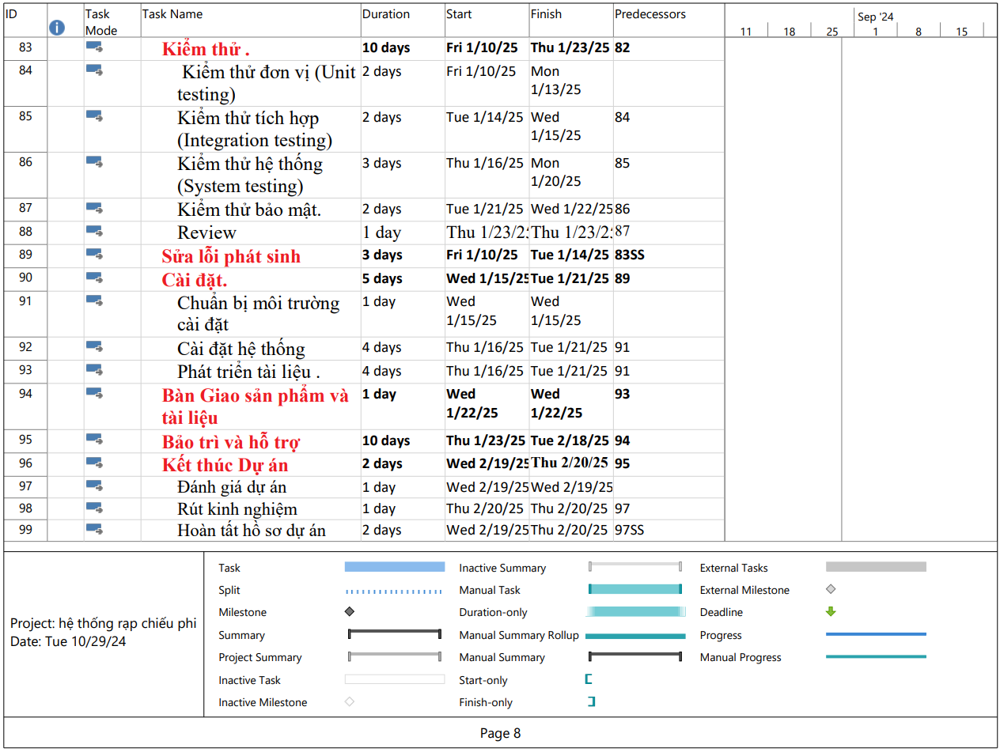 ID Task Mode Task Name Duration Start Finish Predecessors
Sep '24
11 18 25 1 8 15
83 Kiểm thử . 10 days Fri 1/10/25 Thu 1/23/25 82
84 Kiểm thử đơn vị (Unit 2 days Fri 1/10/25 Mon
testing) 1/13/25
85 Kiểm thử tích hợp 2 days Tue 1/14/25 Wed 84
(Integration testing) 1/15/25
86 Kiểm thử hệ thống 3 days Thu 1/16/25 Mon 85
(System testing) 1/20/25
87 Kiểm thử bảo mật. 2 days Tue 1/21/25 Wed 1/22/25 86
88 Review 1 day Thu 1/23/2 Thu 1/23/2 87
89 Sửa lỗi phát sinh 3 days Fri 1/10/25 Tue 1/14/25 83SS
90 Cài đặt. 5 days Wed 1/15/25 Tue 1/21/25 89
91 Chuẩn bị môi trường 1 day Wed Wed
cài đặt 1/15/25 1/15/25
92 Cài đặt hệ thống 4 days Thu 1/16/25 Tue 1/21/25 91
93 Phát triển tài liệu . 4 days Thu 1/16/25 Tue 1/21/25 91
94 Bàn Giao sản phẩm và 1 day Wed Wed 93
tài liệu 1/22/25 1/22/25
95 Bảo trì và hỗ trợ 10 days Thu 1/23/25 Tue 2/18/25 94
96 Kết thúc Dự án 2 days Wed 2/19/25 Thu 2/20/25 95
97 Đánh giá dự án 1 day Wed 2/19/25 Wed 2/19/25
98 Rút kinh nghiệm 1 day Thu 2/20/25 Thu 2/20/25 97
99 Hoàn tất hồ sơ dự án 2 days Wed 2/19/25 Thu 2/20/25 97SS
Project: hệ thống rạp chiếu phi
Date: Tue 10/29/24
Task
Split
Milestone
Summary
Project Summary
Inactive Task
Inactive Milestone
Inactive Summary
Manual Task
Duration-only
Manual Summary Rollup
Manual Summary
Start-only
Finish-only
External Tasks
External Milestone
Deadline
Progress
Manual Progress
Page 8